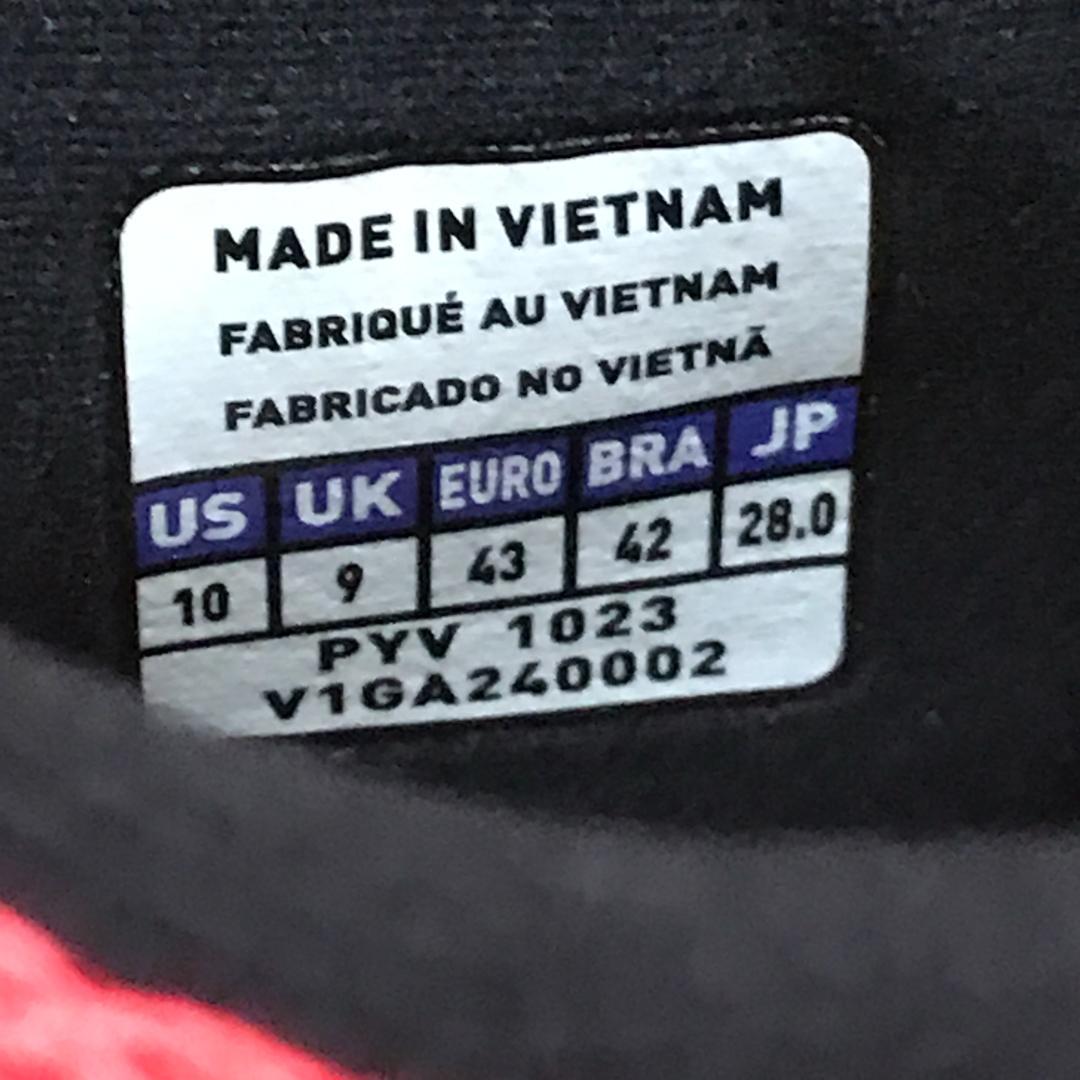 MADE IN VIETNAM
FABRIQUÉ AU VIETNAM
FABRICADO NO VIETNÃ
US UK EURO BRA JP
10 9 43 42 28.0
PYV 1023
V1GA240002